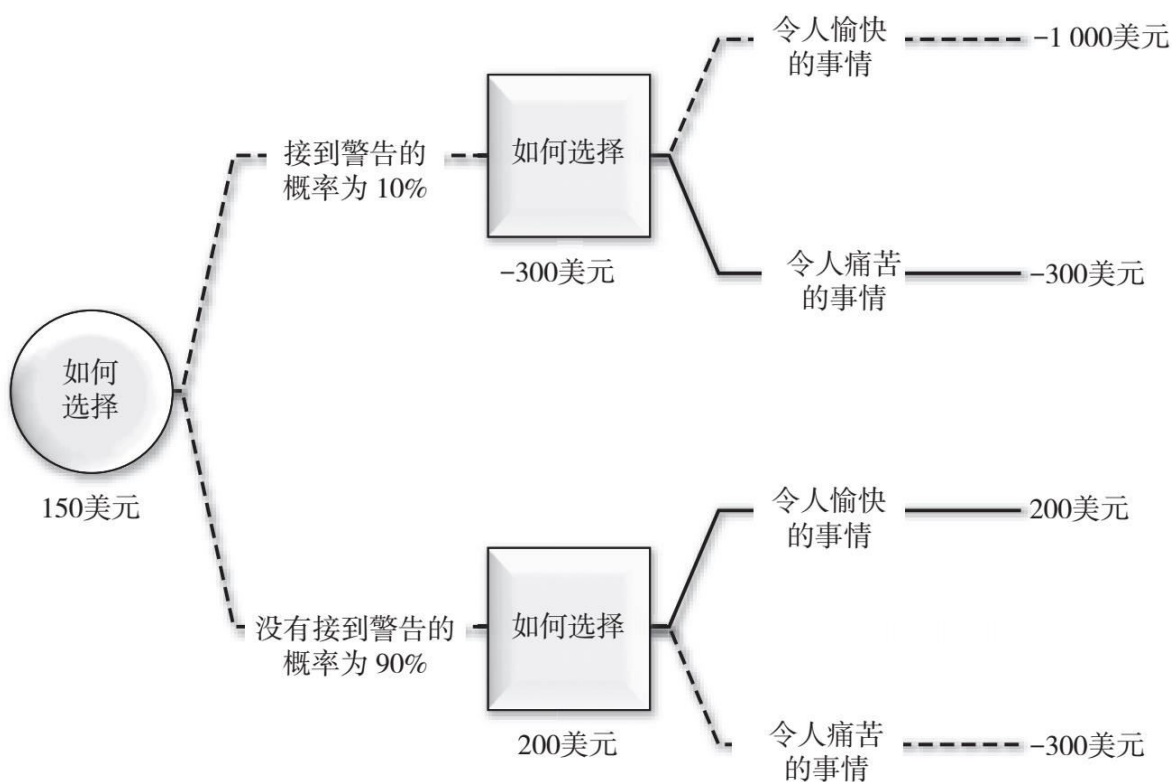 如何
选择
150美元
接到警告的
概率为 10%
如何选择
-300美元
令人愉快
的事情
-1 000美元
令人痛苦
的事情
-300美元
没有接到警告的
概率为 90%
如何选择
200美元
令人愉快
的事情
200美元
令人痛苦
的事情
-300美元